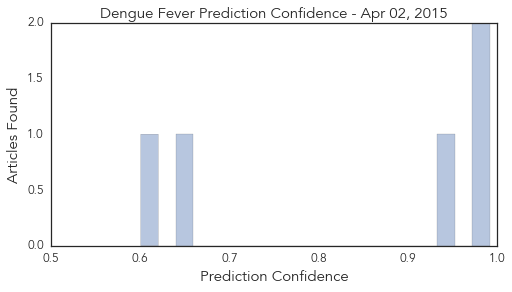 Dengue Fever Prediction Confidence - Apr 02, 2015
2.0
1.5
1.0
0.5
0.0
Articles Found
0.5 0.6 0.7 0.8 0.9 1.0
Prediction Confidence